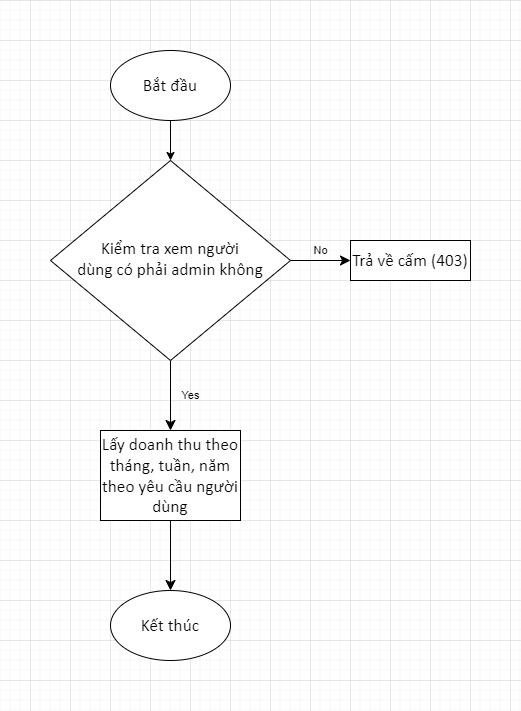 Bắt đầu
Kiểm tra xem người
dùng có phải admin không
No
Trả về cấm (403)
Yes
Lấy doanh thu theo
tháng, tuần, năm
theo yêu cầu người
dùng
Kết thúc